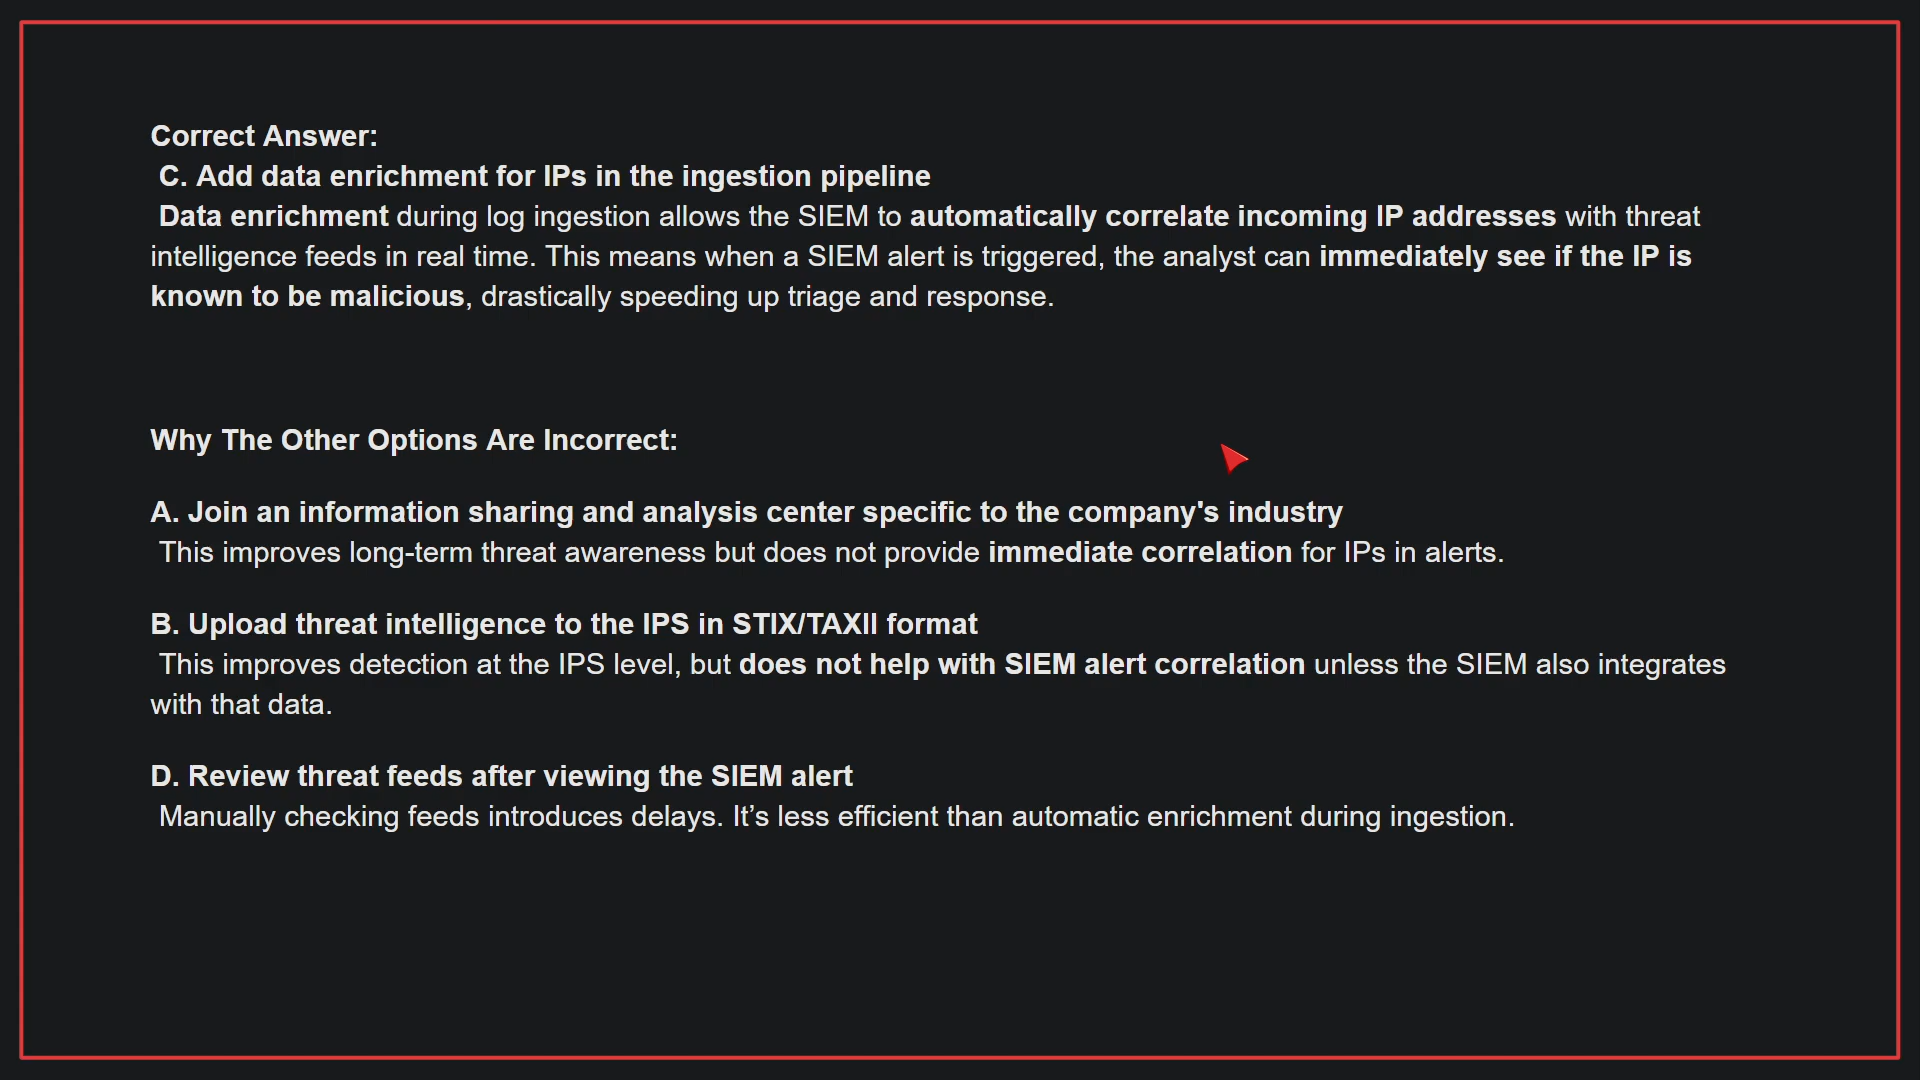 Correct Answer:
C. Add data enrichment for IPs in the ingestion pipeline
Data enrichment during log ingestion allows the SIEM to automatically correlate incoming IP addresses with threat
intelligence feeds in real time. This means when a SIEM alert is triggered, the analyst can immediately see if the IP is
known to be malicious, drastically speeding up triage and response.
Why The Other Options Are Incorrect:
A. Join an information sharing and analysis center specific to the company's industry
This improves long-term threat awareness but does not provide immediate correlation for IPs in alerts.
B. Upload threat intelligence to the IPS in STIX/TAXII format
This improves detection at the IPS level, but does not help with SIEM alert correlation unless the SIEM also integrates
with that data.
D. Review threat feeds after viewing the SIEM alert
Manually checking feeds introduces delays. It’s less efficient than automatic enrichment during ingestion.